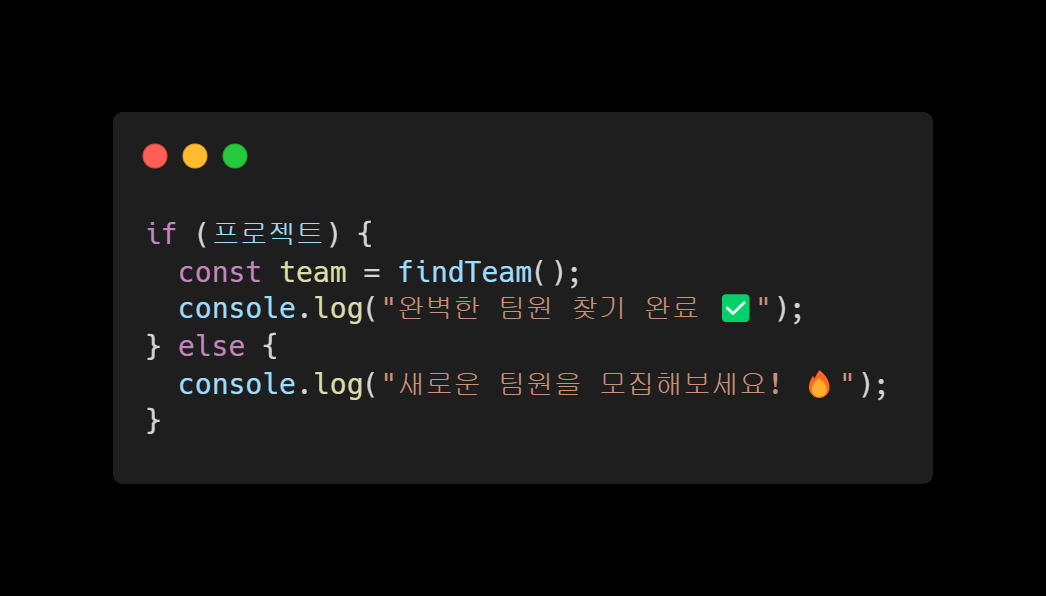 if (프로젝트) {
  const team = findTeam();
  console.log("완벽한 팀원 찾기 완료 ✅");
} else {
  console.log("새로운 팀원을 모집해보세요! 🔥");
}